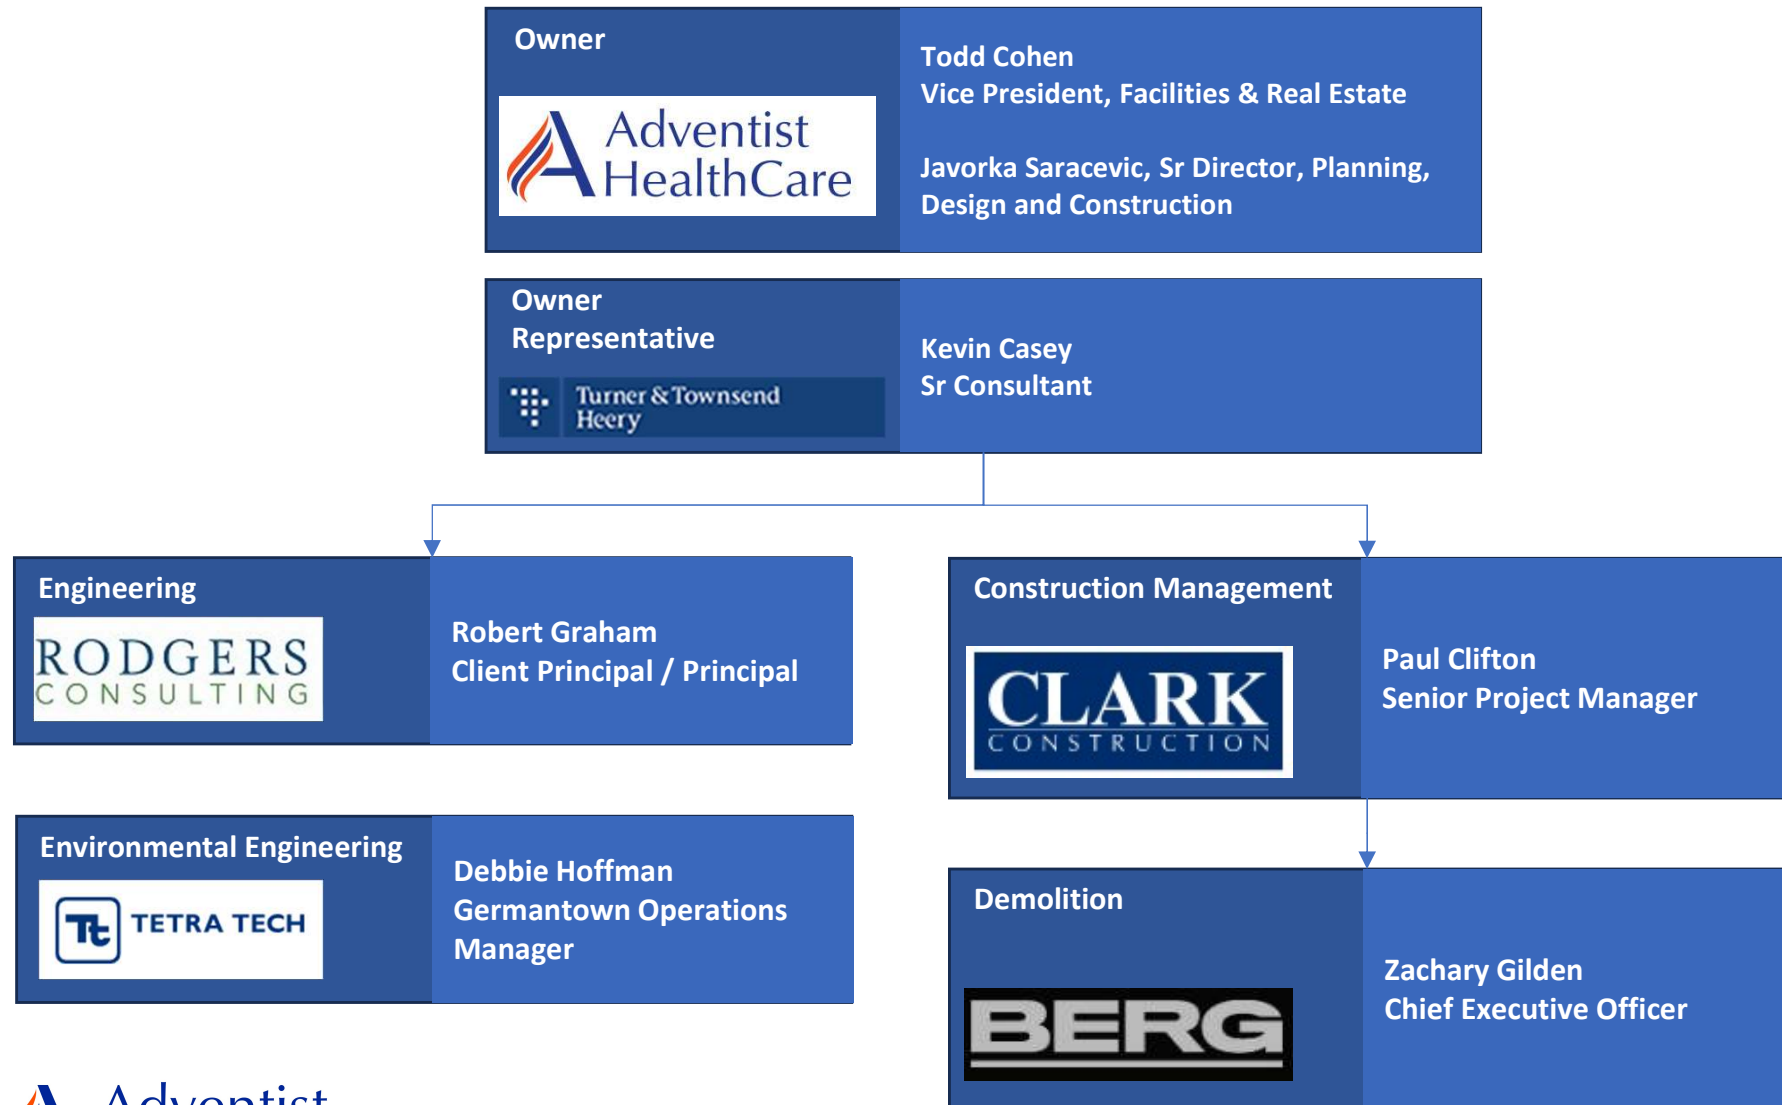 Owner
Adventist
HealthCare
Todd Cohen
Vice President, Facilities & Real Estate
Javorka Saracevic, Sr Director, Planning,
Design and Construction
Owner
Representative
Turner & Townsend
Heery
Kevin Casey
Sr Consultant
Engineering
RODGERS
CONSULTING
Robert Graham
Client Principal / Principal
Construction Management
CLARK
CONSTRUCTION
Paul Clifton
Senior Project Manager
Environmental Engineering
Tt TETRA TECH
Debbie Hoffman
Germantown Operations
Manager
Demolition
BERG
Zachary Gilden
Chief Executive Officer
Adventist